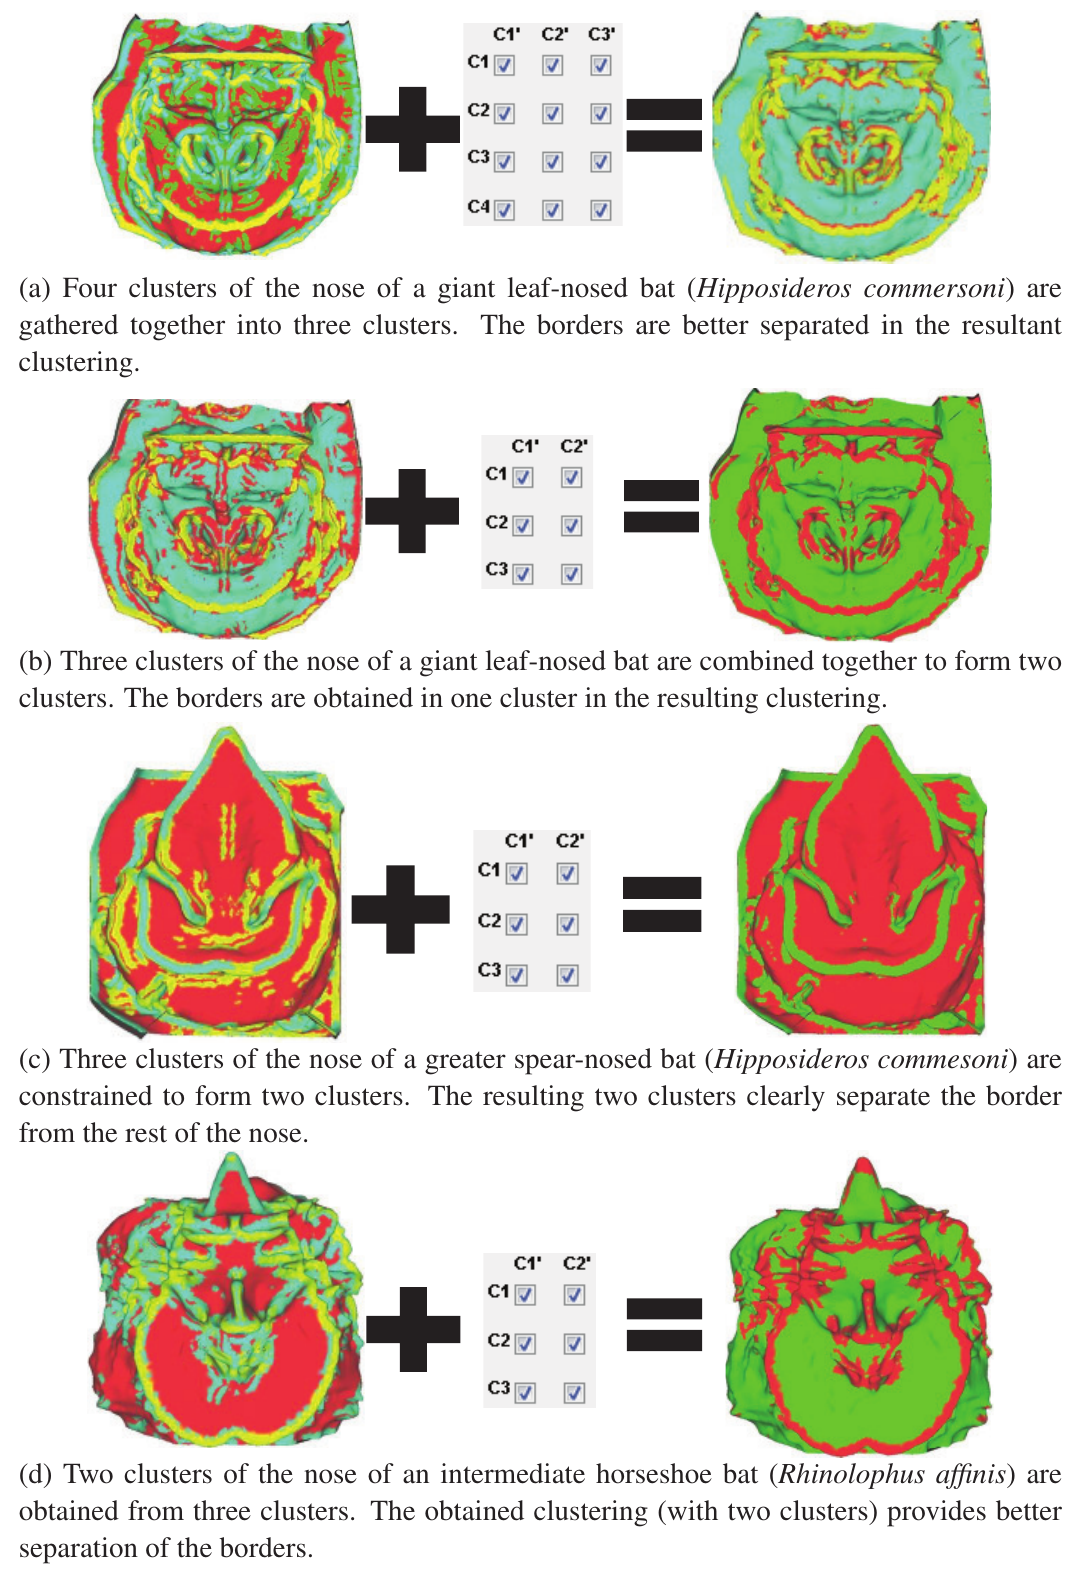 C1' C2' C3'
C1
C2
C3
C4
(a) Four clusters of the nose of a giant leaf-nosed bat (Hipposideros commersoni) are
gathered together into three clusters. The borders are better separated in the resultant
clustering.
C1' C2'
C1
C2
C3
(b) Three clusters of the nose of a giant leaf-nosed bat are combined together to form two
clusters. The borders are obtained in one cluster in the resulting clustering.
C1' C2'
C1
C2
C3
(c) Three clusters of the nose of a greater spear-nosed bat (Hipposideros commesoni) are
constrained to form two clusters. The resulting two clusters clearly separate the border
from the rest of the nose.
C1' C2'
C1
C2
C3
(d) Two clusters of the nose of an intermediate horseshoe bat (Rhinolophus affinis) are
obtained from three clusters. The obtained clustering (with two clusters) provides better
separation of the borders.